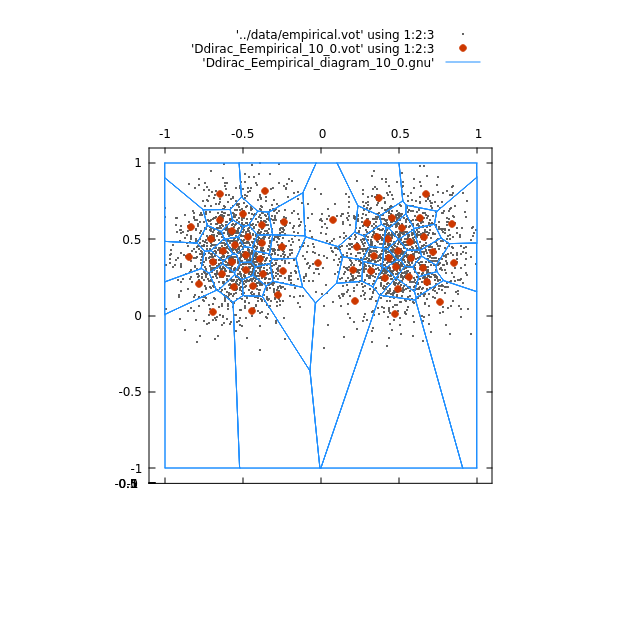 '../data/empirical.vot' using 1:2:3
'Ddirac_Eempirical_10_0.vot' using 1:2:3
'Ddirac_Eempirical_diagram_10_0.gnu'
-1 -0.5 0 0.5 1
1
0.5
0
-0.5
-1